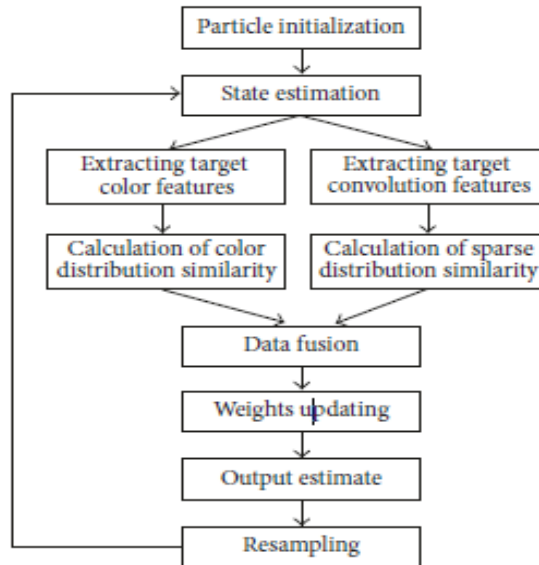 Particle initialization
State estimation
Extracting target
color features
Extracting target
convolution features
Calculation of color
distribution similarity
Calculation of sparse
distribution similarity
Data fusion
Weights updating
Output estimate
Resampling